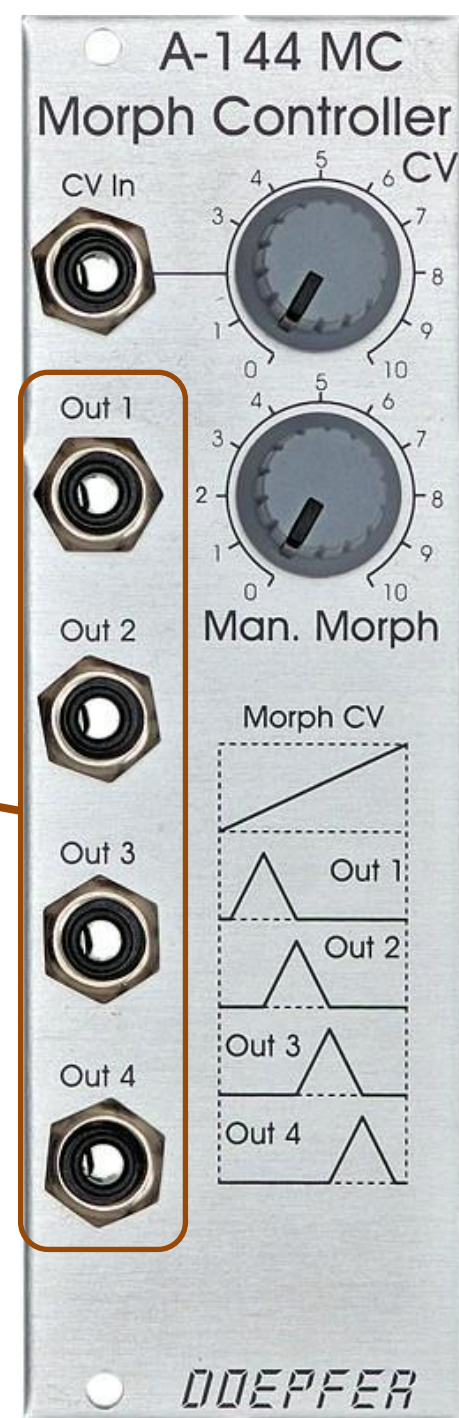 A-144 MC
Morph Controller
CV In
CV
0 1 3 4 5 6 7 8 9 10
Out 1
0 1 2 3 4 5 6 7 8 9 10
Man. Morph
Out 2
Out 3
Out 4
Morph CV
Out 1
Out 2
Out 3
Out 4
DOEPFER